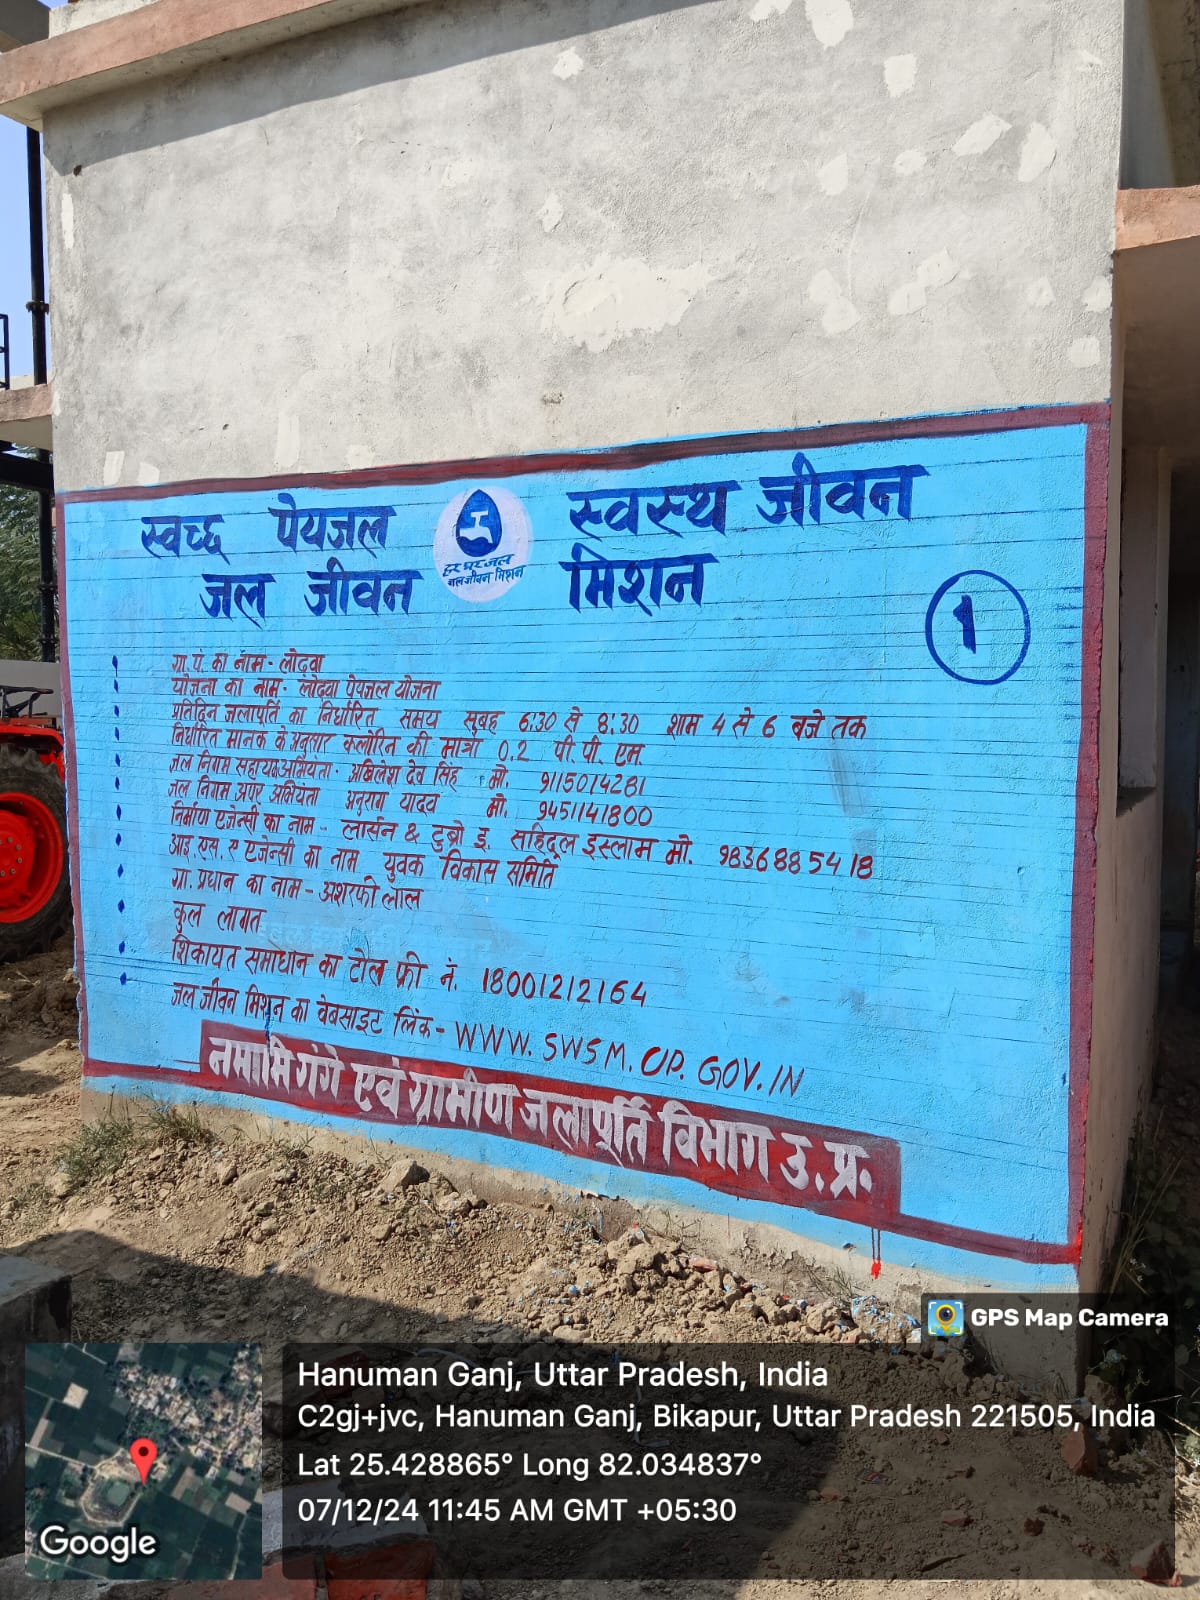 स्वच्छ पेयजल स्वस्थ जीवन
जल जीवन मिशन
हर घर जल
जल जीवन मिशन
1
ग्रा. पं. का नाम - लोढवा
योजना का नाम - लोढवा पेयजल योजना
प्रतिदिन जलापूर्ति का निर्धारित समय सुबह 6:30 से 8:30 शाम 4 से 6 बजे तक
निर्धारित मानक के अनुसार क्लोरिन की मात्रा 0.2 पी. पी. एम.
जल निगम सहायक अभियंता - अखिलेश देव सिंह मो. 9115014281
जल निगम अपर अभियंता अनुराग यादव मो. 9451141800
निर्माण एजेन्सी का नाम - लार्सन & टुब्रो इ. सहिदूल इस्लाम मो. 9836885418
आइ. एस. ए एजेन्सी का नाम युवक विकास समिति
ग्रा. प्रधान का नाम - अशरफी लाल
कुल लागत
शिकायत समाधान का टोल फ्री नं. 18001212164
जल जीवन मिशन का वेबसाइट लिंक - WWW. SWSM. UP. GOV. IN
नमामि गंगे एवं ग्रामीण जलापूर्ति विभाग उ. प्र.
GPS Map Camera
Hanuman Ganj, Uttar Pradesh, India
C2gj+jvc, Hanuman Ganj, Bikapur, Uttar Pradesh 221505, India
Lat 25.428865° Long 82.034837°
07/12/24 11:45 AM GMT +05:30
Google